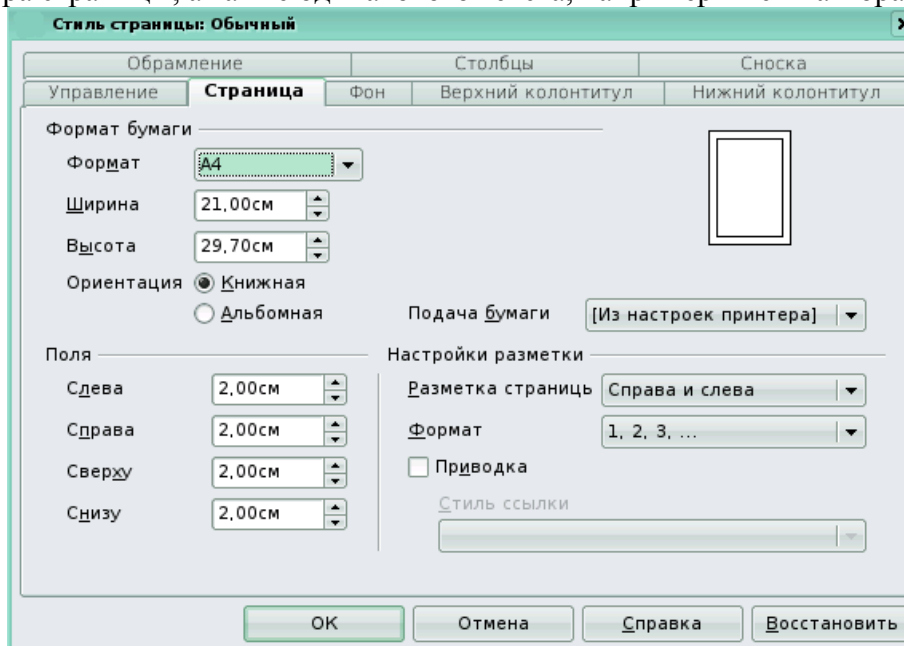 Стиль страницы: Обычный
Обрамление Столбцы Сноска
Управление Страница Фон Верхний колонтитул Нижний колонтитул
Формат бумаги
Формат A4
Ширина 21,00см
Высота 29,70см
Ориентация Книжная
Альбомная Подача бумаги [Из настроек принтера]
Поля Настройки разметки
Слева 2,00см Разметка страниць Справа и слева
Справа 2,00см Формат 1, 2, 3, ...
Сверху 2,00см Приводка
Снизу 2,00см Стиль ссылки
OK Отмена Справка Восстановить